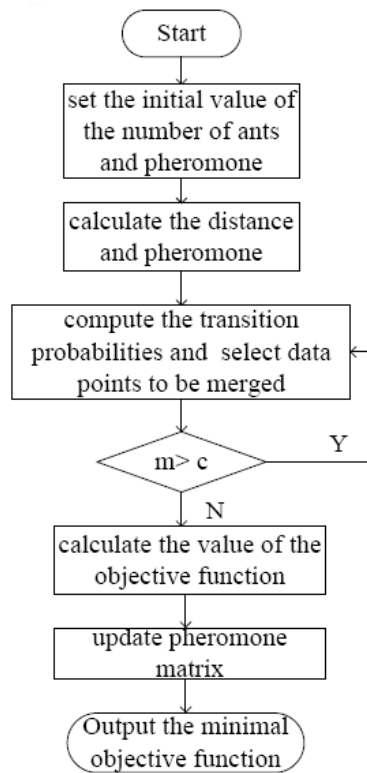 Start
set the initial value of
the number of ants
and pheromone
calculate the distance
and pheromone
compute the transition
probabilities and select data
points to be merged
m> c
Y
N
calculate the value of the
objective function
update pheromone
matrix
Output the minimal
objective function